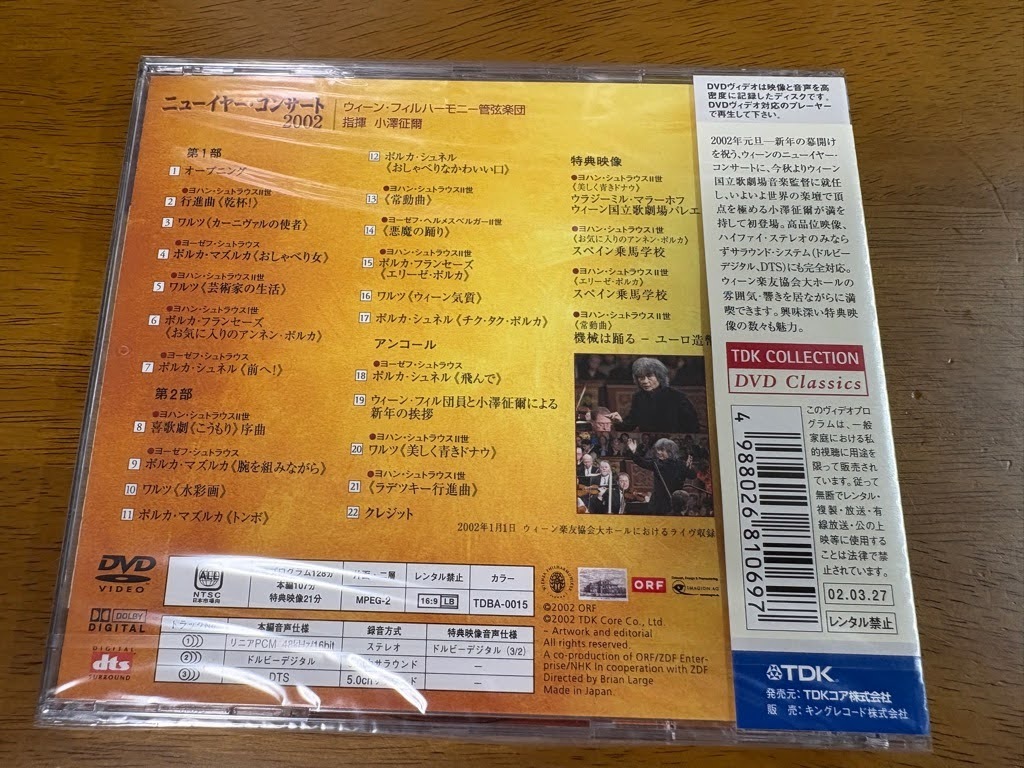 ニューイヤー・コンサート
2002
ウィーン・フィルハーモニー管弦楽団
指揮 小澤征爾
第1部
1 オープニング
●ヨハン・シュトラウスII世
2 行進曲《乾杯!》
3 ワルツ《カーニヴァルの使者》
●ヨーゼフ・シュトラウス
4 ポルカ・マズルカ《おしゃべり女》
●ヨハン・シュトラウスII世
5 ワルツ《芸術家の生活》
●ヨハン・シュトラウスI世
6 ポルカ・フランセーズ
《お気に入りのアンネン・ポルカ》
●ヨーゼフ・シュトラウス
7 ポルカ・シュネル《前へ!》
第2部
●ヨハン・シュトラウスII世
8 喜歌劇《こうもり》序曲
●ヨーゼフ・シュトラウス
9 ポルカ・マズルカ《腕を組みながら》
10 ワルツ《水彩画》
11 ポルカ・マズルカ《トンボ》
12 ポルカ・シュネル
《おしゃべりなかわいい口》
●ヨハン・シュトラウスII世
13 《常動曲》
●ヨーゼフ・ヘルメスベルガーII世
14 《悪魔の踊り》
●ヨハン・シュトラウスII世
15 ポルカ・フランセーズ
《エリーゼ・ポルカ》
16 ワルツ《ウィーン気質》
17 ポルカ・シュネル《チク・タク・ポルカ》
アンコール
●ヨーゼフ・シュトラウス
18 ポルカ・シュネル《飛んで》
19 ウィーン・フィル団員と小澤征爾による
新年の挨拶
●ヨハン・シュトラウスII世
20 ワルツ《美しく青きドナウ》
●ヨハン・シュトラウスI世
21 《ラデツキー行進曲》
22 クレジット
2002年1月1日 ウィーン楽友協会大ホールにおけるライヴ収録
特典映像
●ヨハン・シュトラウスII世
《美しく青きドナウ》
ウラジーミル・マラーホフ
ウィーン国立歌劇場バレエ
●ヨハン・シュトラウスI世
《お気に入りのアンネン・ポルカ》
スペイン乗馬学校
●ヨハン・シュトラウスII世
《エリーゼ・ポルカ》
スペイン乗馬学校
●ヨハン・シュトラウスII世
《常動曲》
機械は踊る － ユーロ造幣
DVD
VIDEO
ALL
NTSC
日本市場向
プログラム128分
本編107分
特典映像21分
片面・二層
MPEG-2
レンタル禁止
16:9 LB
カラー
TDBA-0015
DOLBY
DIGITAL
DIGITAL
dts
SURROUND
トラックNo.
本編音声仕様
録音方式
特典映像音声仕様
1
リニアPCM 48kHz/16bit
ステレオ
ドルビーデジタル (3/2)
2
ドルビーデジタル
サラウンド
－
3
DTS
5.0ch
－
ORF
©2002 ORF
©2002 TDK Core Co., Ltd.
– Artwork and editorial
All rights reserved.
A co-production of ORF/ZDF Enter-
prise/NHK In cooperation with ZDF
Directed by Brian Large
Made in Japan.
DVDヴィデオは映像と音声を高
密度に記録したディスクです。
DVDヴィデオ対応のプレーヤー
で再生して下さい。
2002年元旦―新年の幕開け
を祝う、ウィーンのニューイヤー・
コンサートに、今秋よりウィーン
国立歌劇場音楽監督に就任
し、いよいよ世界の楽壇で頂
点を極める小澤征爾が満を
持して初登場。高品位映像、
ハイファイ・ステレオのみなら
ずサラウンド・システム(ドルビー
デジタル、DTS)にも完全対応。
ウィーン楽友協会大ホールの
雰囲気・響きを居ながらに満
喫できます。興味深い特典映
像の数々も魅力。
TDK COLLECTION
DVD Classics
4 988026 810697
このヴィデオプロ
グラムは、一般
家庭における私
的視聴に用途を
限って販売され
ています。従って
無断でレンタル・
複製・放送・有
線放送・公の上
映等に使用する
ことは法律で禁
止されています。
02.03.27
レンタル禁止
TDK
発売元：TDKコア株式会社
販 売：キングレコード株式会社